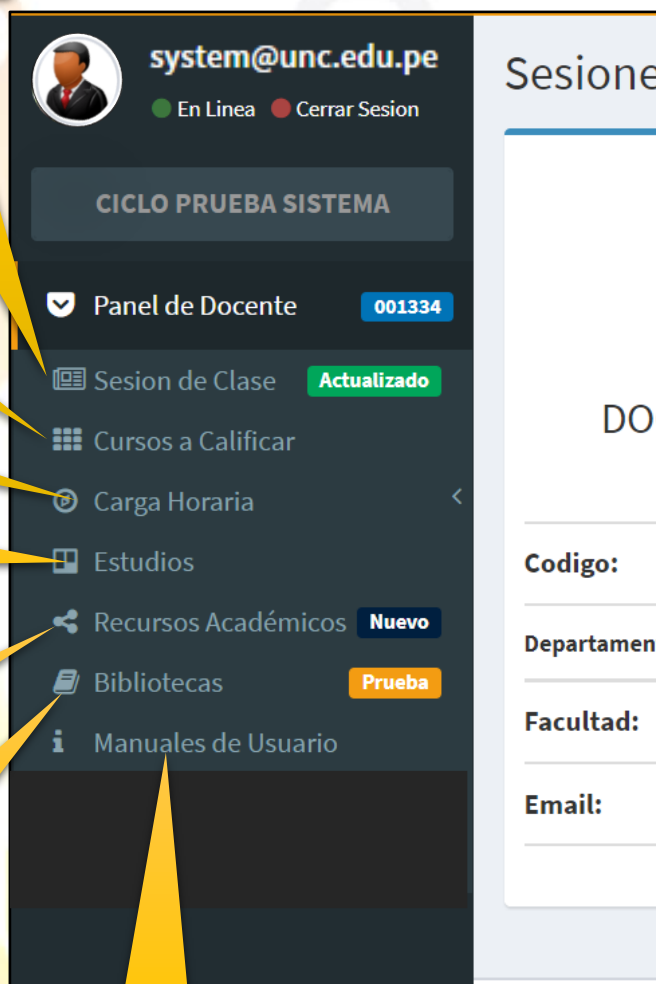 system@unc.edu.pe
En Linea Cerrar Sesion
CICLO PRUEBA SISTEMA
Panel de Docente 001334
Sesion de Clase Actualizado
Cursos a Calificar
Carga Horaria
Estudios
Recursos Académicos Nuevo
Bibliotecas Prueba
i Manuales de Usuario
Sesione
DO
Codigo:
Departamen
Facultad:
Email: